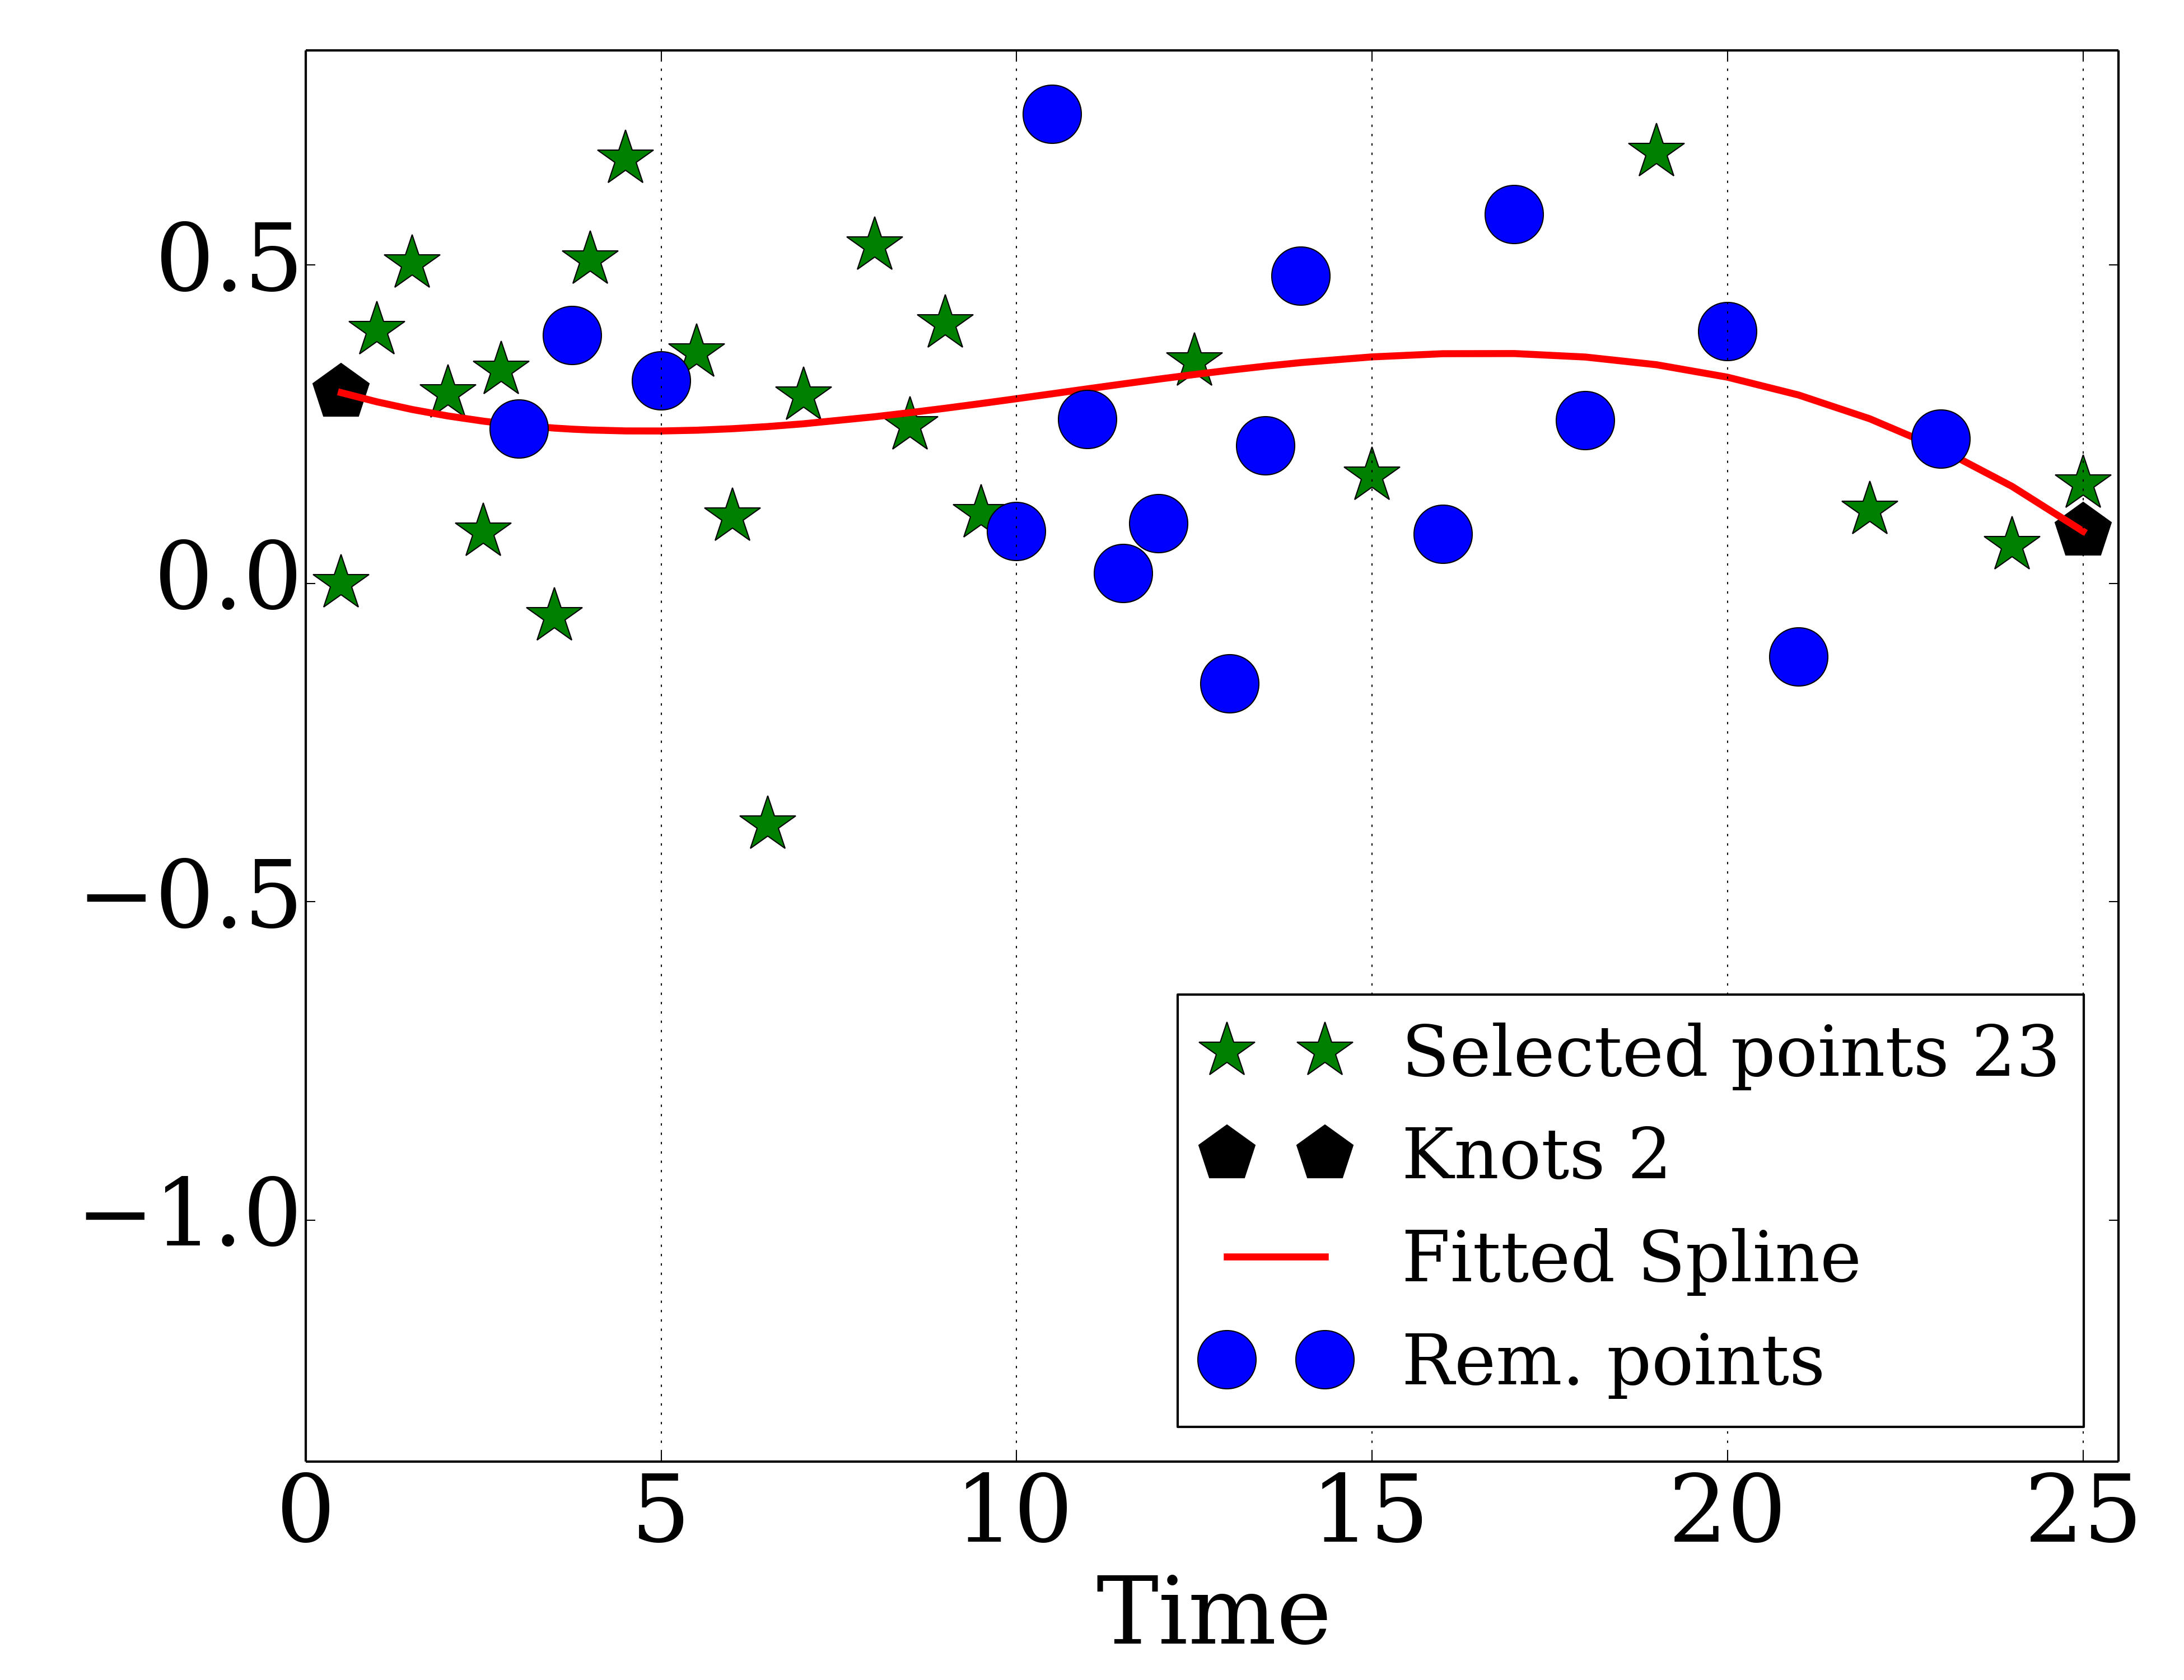 0.5
0.0
−0.5
−1.0
Selected points 23
Knots 2
Fitted Spline
Rem. points
0 5 10 15 20 25
Time